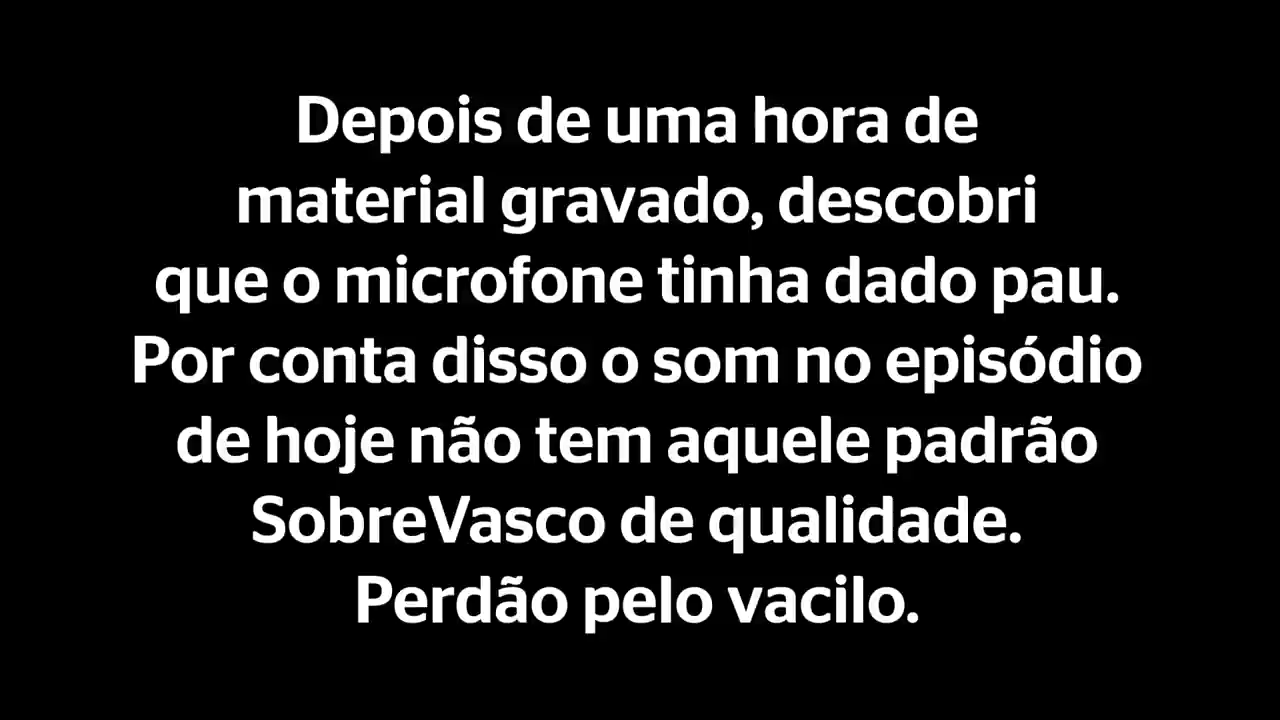 Depois de uma hora de
material gravado, descobri
que o microfone tinha dado pau.
Por conta disso o som no episódio
de hoje não tem aquele padrão
SobreVasco de qualidade.
Perdão pelo vacilo.